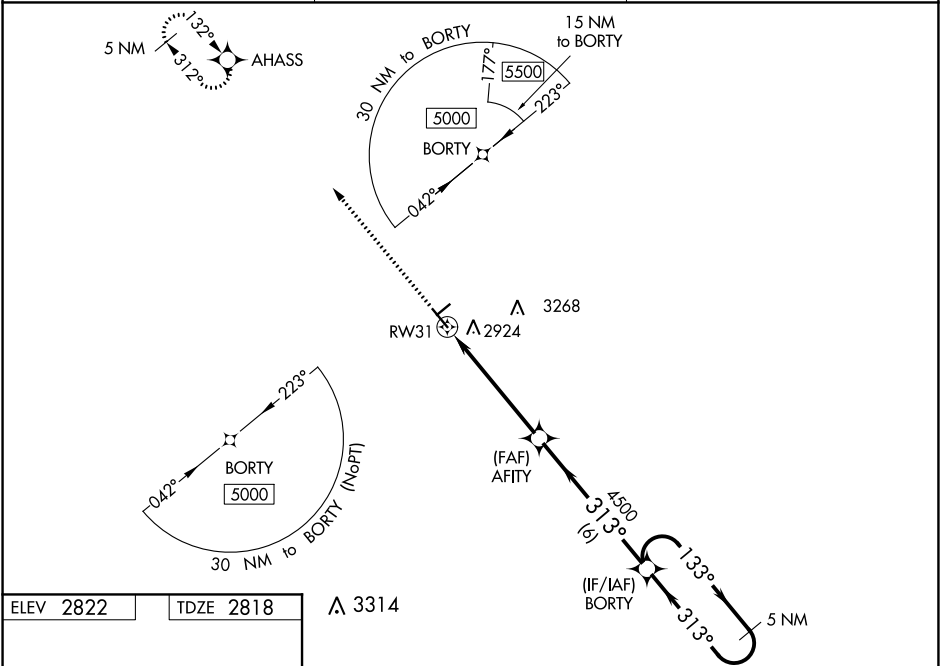 132°
5 NM
312°
AHASS
15 NM
to BORTY
30 NM to BORTY
177°
5500
223°
5000
BORTY
042°
3268
RW31
2924
223°
BORTY
042°
5000
30 NM to BORTY (NoPT)
(FAF)
AFITY
4500
313°
(6)
133°
(IF/IAF)
BORTY
313°
5 NM
ELEV 2822
TDZE 2818
3314